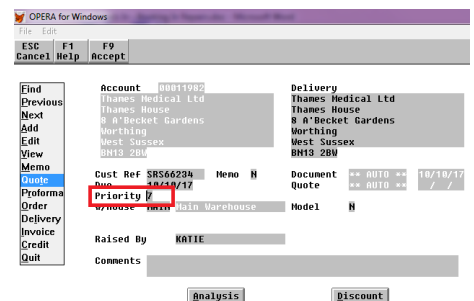 OPERA for Windows
File Edit
ESC F1 F9
Cancel Help Accept
Find
Previous
Next
Add
Edit
View
Memo
Quote
Proforma
Order
Delivery
Invoice
Credit
Quit
Account 00011982 Delivery
Thames Medical Ltd Thames Medical Ltd
Thames House Thames House
8 A'Becket Gardens 8 A'Becket Gardens
Worthing Worthing
West Sussex West Sussex
BN13 2BW BN13 2BW
Cust Ref SRS66234 Memo N Document ** AUTO ** 10/10/17
Due 10/10/17 Quote ** AUTO ** / /
Priority 7
W/House MAIN Main Warehouse Model N
Raised By KATIE
Comments
Analysis Discount